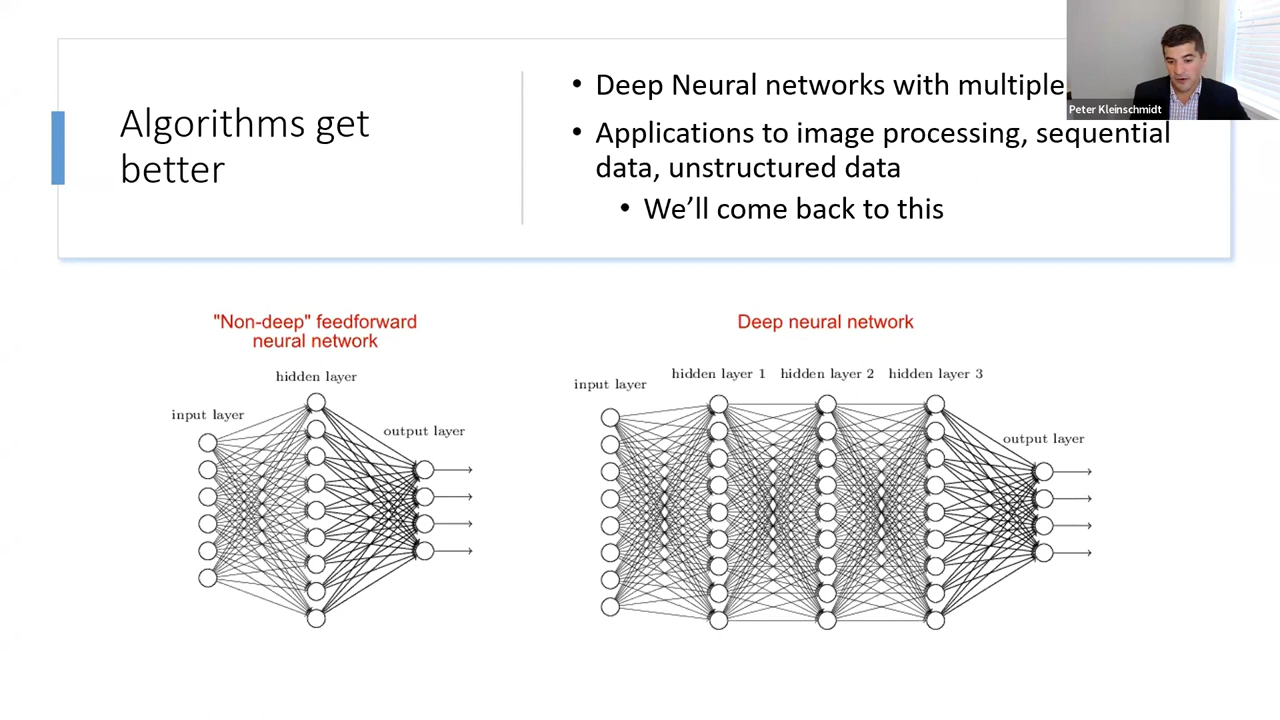 Algorithms get
better
• Deep Neural networks with multiple
• Applications to image processing, sequential
data, unstructured data
• We’ll come back to this
Peter Kleinschmidt
"Non-deep" feedforward
neural network
hidden layer
input layer
output layer
Deep neural network
input layer
hidden layer 1 hidden layer 2 hidden layer 3
output layer